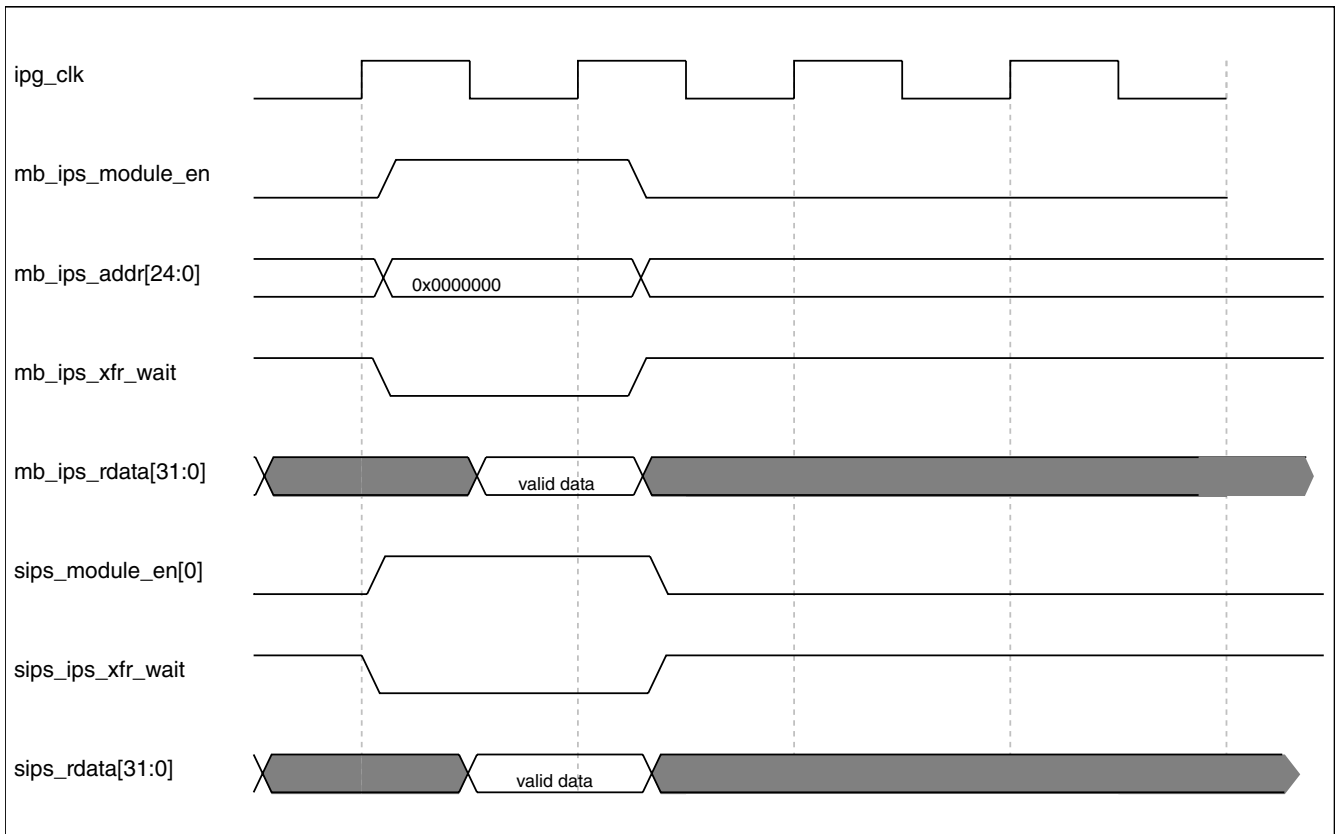 ipg_clk
mb_ips_module_en
mb_ips_addr[24:0]
0x0000000
mb_ips_xfr_wait
mb_ips_rdata[31:0]
valid data
sips_module_en[0]
sips_ips_xfr_wait
sips_rdata[31:0]
valid data